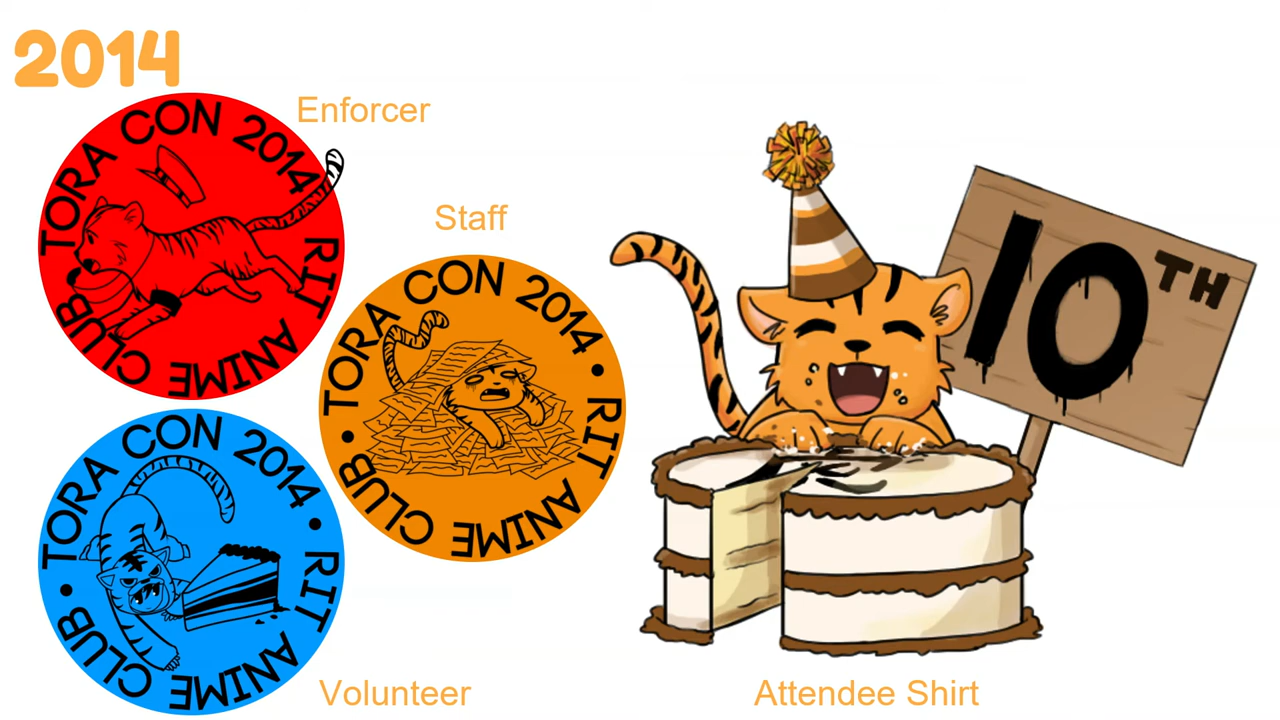 2014
Enforcer
TORA CON 2014 RIT ANIME CLUB
Staff
TORA CON 2014 • RIT ANIME CLUB •
Volunteer
TORA CON 2014 • RIT ANIME CLUB •
10TH
Attendee Shirt